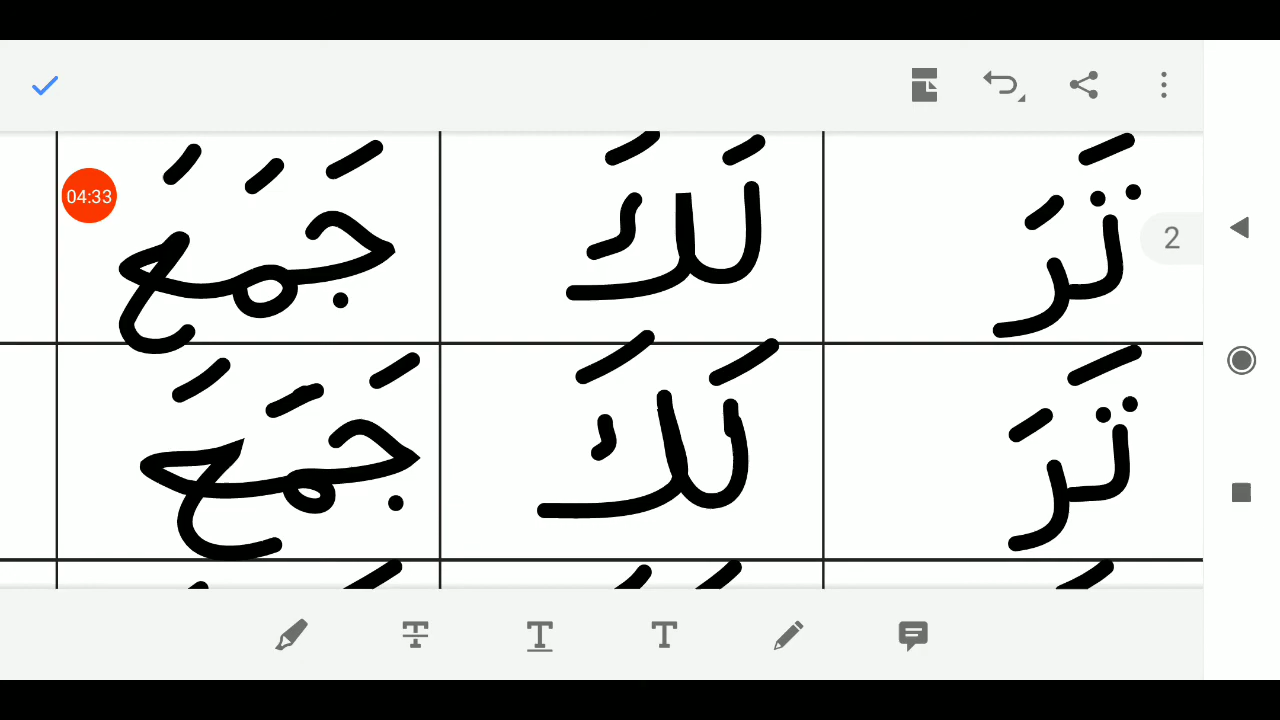 04:33
2
تَرَ لَكَ جَمَعَ
تَرَ لَكَ جَمَعَ